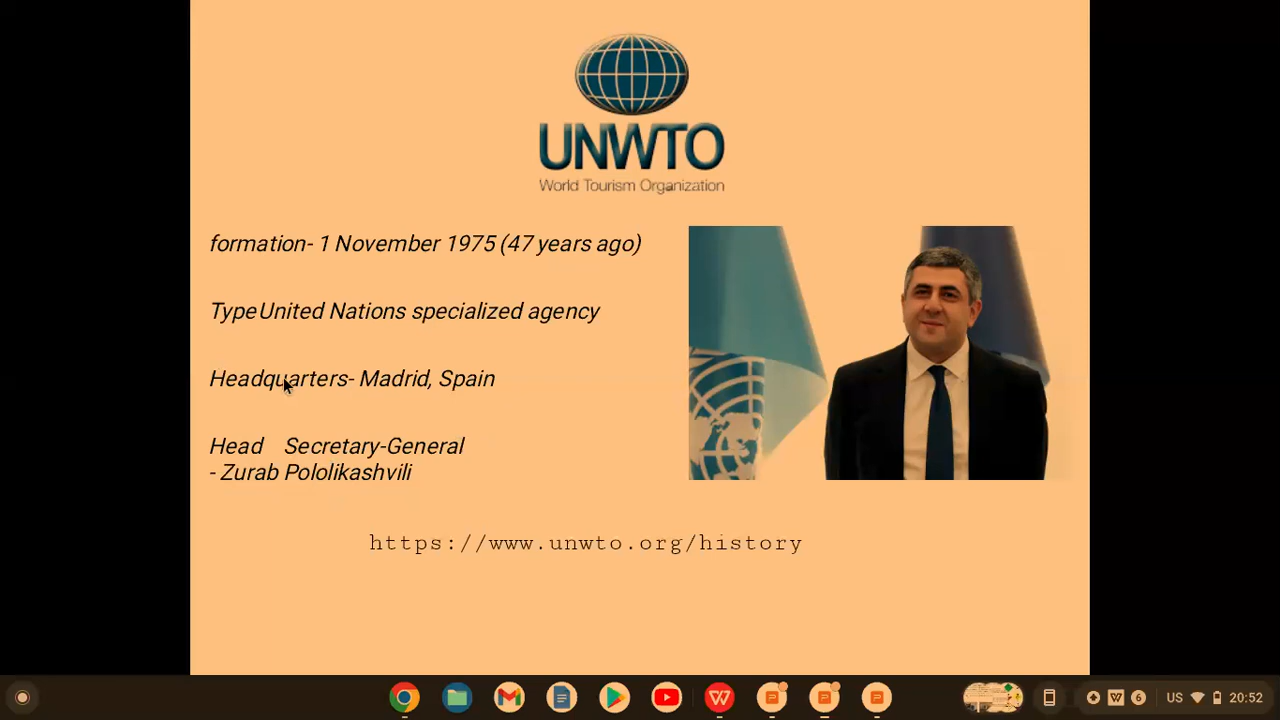 UNWTO
World Tourism Organization
formation- 1 November 1975 (47 years ago)
Type United Nations specialized agency
Headquarters- Madrid, Spain
Head Secretary-General
- Zurab Pololikashvili
https://www.unwto.org/history
US 6 20:52